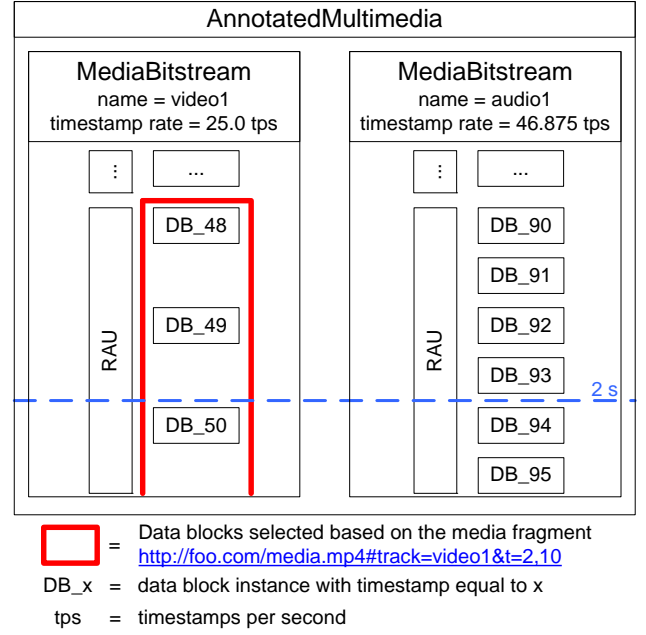 AnnotatedMultimedia
MediaBitstream
name = video1
timestamp rate = 25.0 tps
...
...
RAU
DB_48
DB_49
DB_50
MediaBitstream
name = audio1
timestamp rate = 46.875 tps
...
...
RAU
DB_90
DB_91
DB_92
DB_93
2 s
DB_94
DB_95
= Data blocks selected based on the media fragment
http://foo.com/media.mp4#track=video1&t=2,10
DB_x = data block instance with timestamp equal to x
tps = timestamps per second